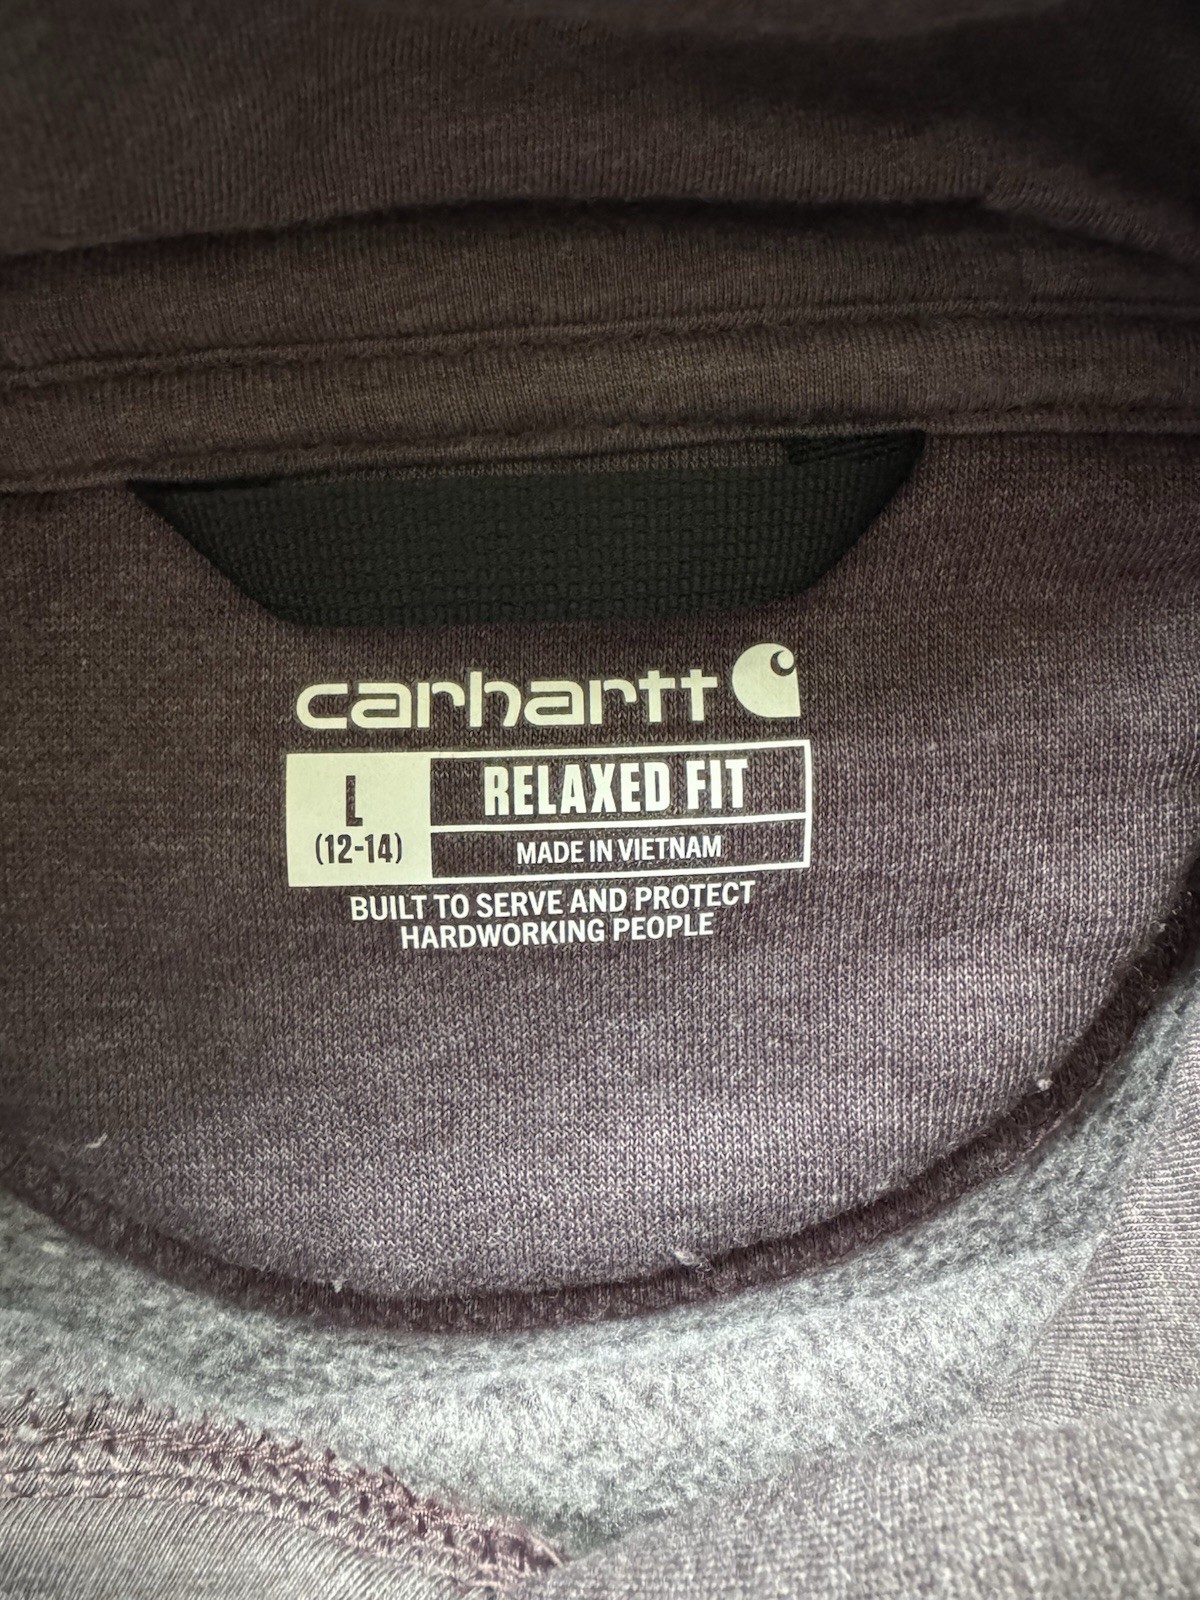 carhartt
L
(12-14)
RELAXED FIT
MADE IN VIETNAM
BUILT TO SERVE AND PROTECT
HARDWORKING PEOPLE